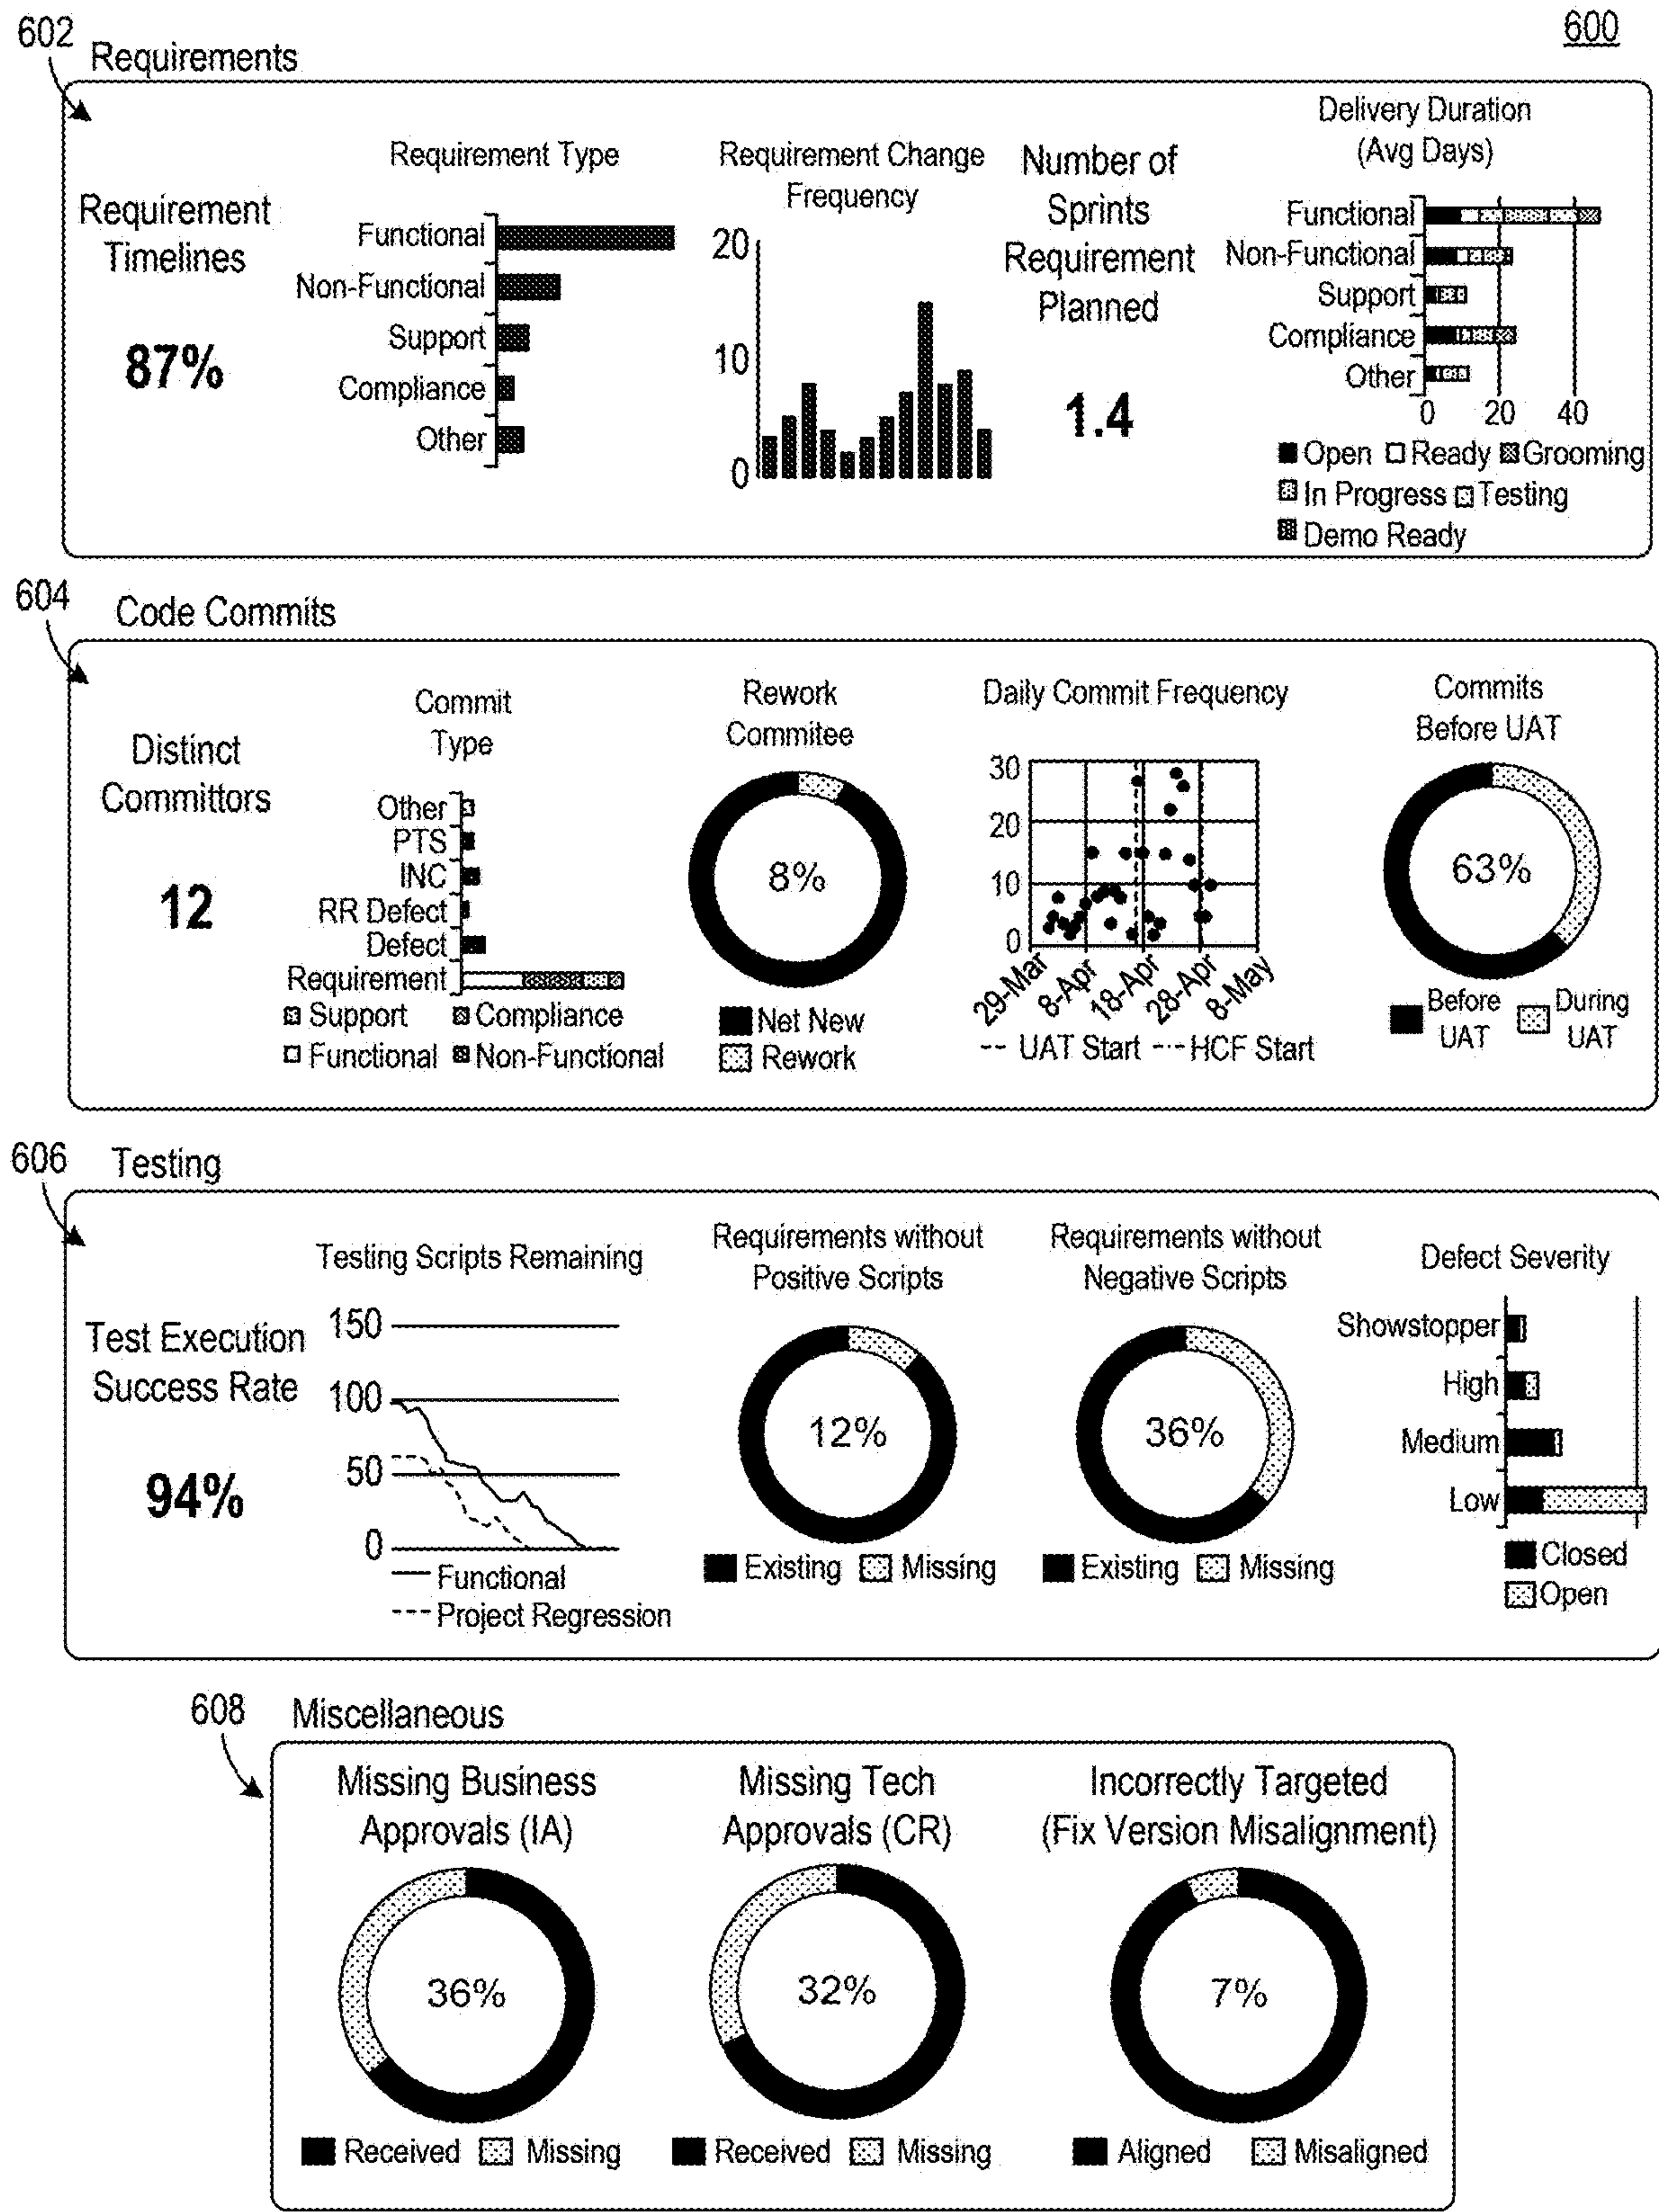 600
602
Requirements
Requirement
Timelines
87%
Requirement Type
Functional
Non-Functional
Support
Compliance
Other
Requirement Change
Frequency
20
10
0
Number of
Sprints
Requirement
Planned
1.4
Delivery Duration
(Avg Days)
Functional
Non-Functional
Support
Compliance
Other
0 20 40
Open Ready Grooming
In Progress Testing
Demo Ready
604
Code Commits
Distinct
Committors
12
Commit
Type
Other
PTS
INC
RR Defect
Defect
Requirement
Support Compliance
Functional Non-Functional
Rework
Commitee
8%
Net New
Rework
Daily Commit Frequency
30
20
10
0
29-Mar 8-Apr 18-Apr 28-Apr 8-May
-- UAT Start --- HCF Start
Commits
Before UAT
63%
Before UAT
During UAT
606
Testing
Test Execution
Success Rate
94%
Testing Scripts Remaining
150
100
50
0
Functional
Project Regression
Requirements without
Positive Scripts
12%
Existing Missing
Requirements without
Negative Scripts
36%
Existing Missing
Defect Severity
Showstopper
High
Medium
Low
Closed
Open
608
Miscellaneous
Missing Business
Approvals (IA)
36%
Received Missing
Missing Tech
Approvals (CR)
32%
Received Missing
Incorrectly Targeted
(Fix Version Misalignment)
7%
Aligned Misaligned